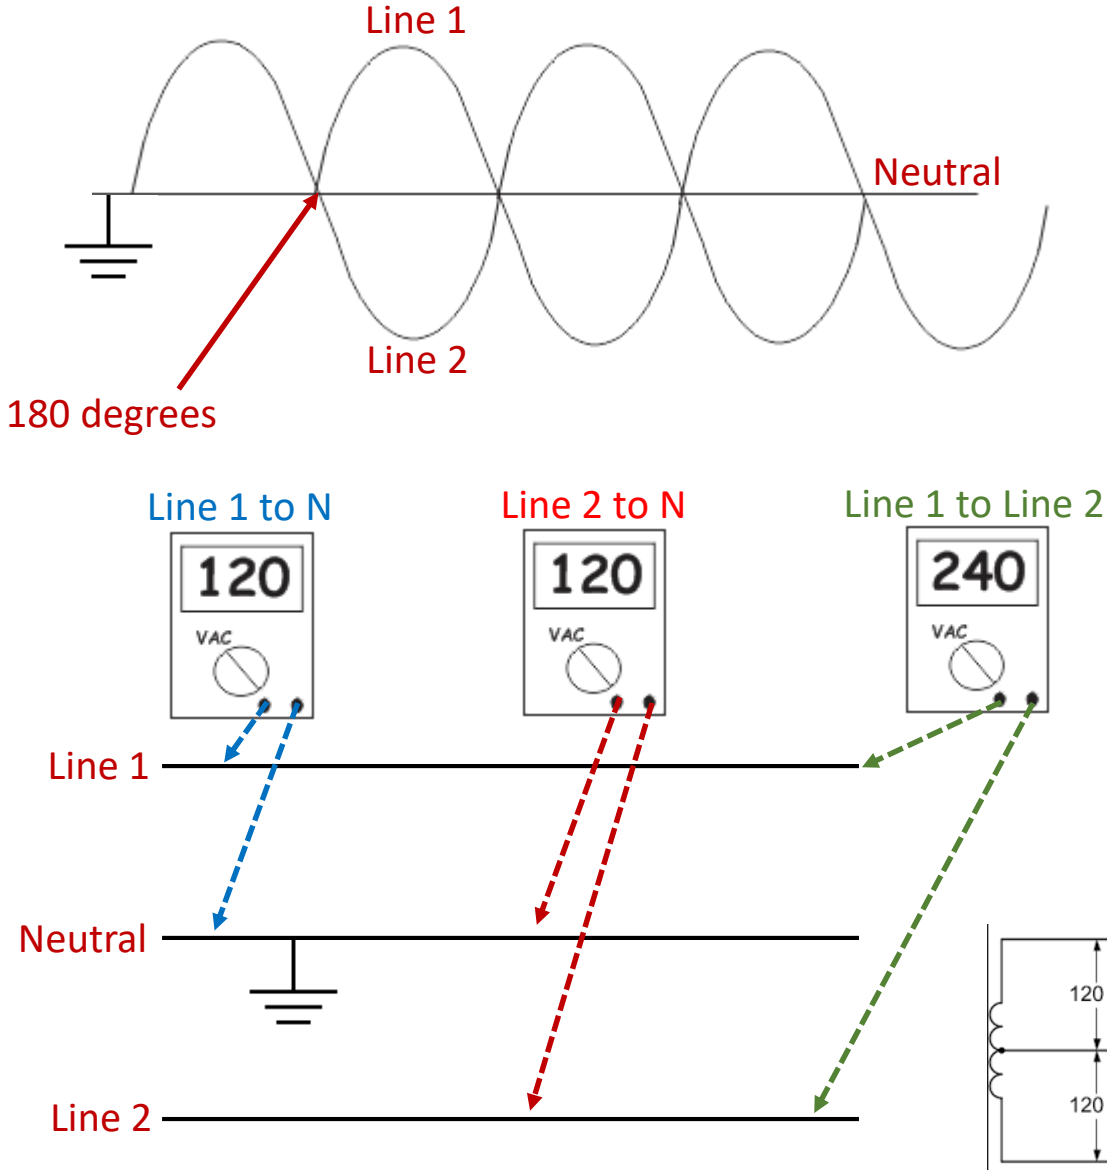 Line 1
Neutral
Line 2
180 degrees
Line 1 to N
Line 2 to N
Line 1 to Line 2
120
120
240
VAC
VAC
VAC
Line 1
Neutral
120
120
Line 2